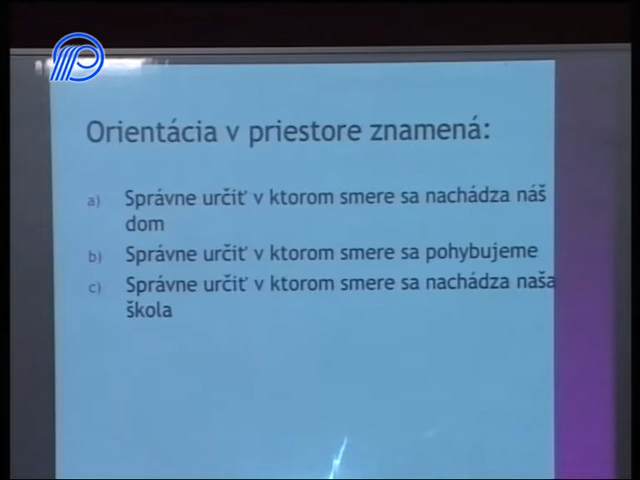 Orientácia v priestore znamená:
a) Správne určiť v ktorom smere sa nachádza náš
dom
b) Správne určiť v ktorom smere sa pohybujeme
c) Správne určiť v ktorom smere sa nachádza naša
škola